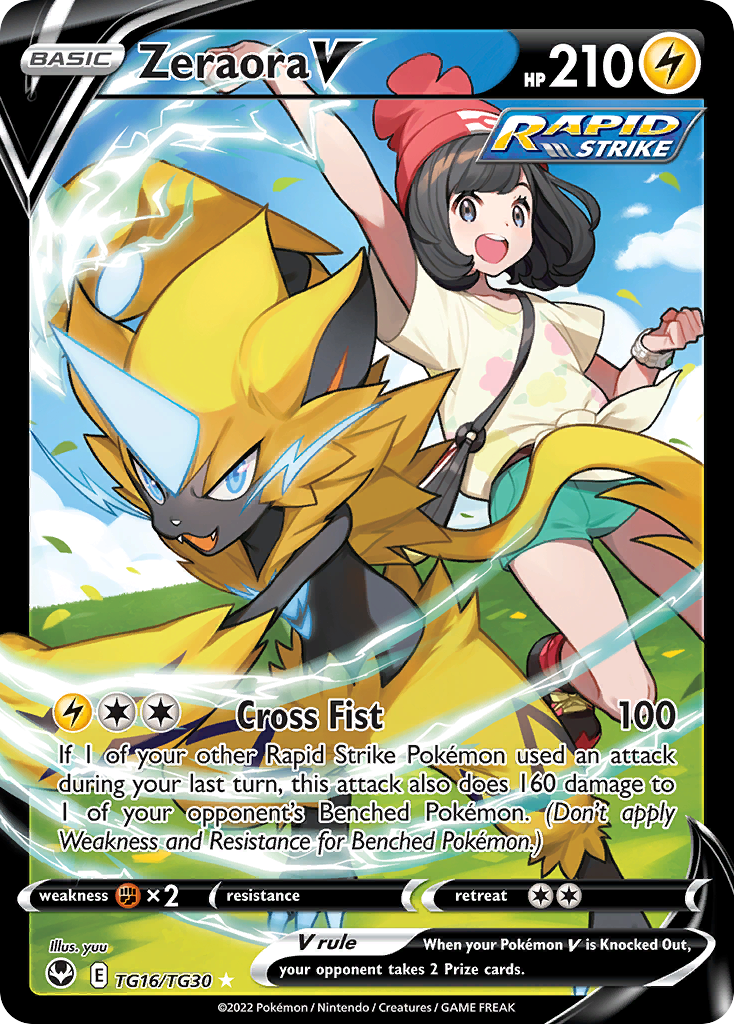 BASIC Zeraora V HP 210
RAPID STRIKE
Cross Fist 100
If 1 of your other Rapid Strike Pokémon used an attack
during your last turn, this attack also does 160 damage to
1 of your opponent's Benched Pokémon. (Don't apply
Weakness and Resistance for Benched Pokémon.)
weakness ×2 resistance retreat
Illus. yuu
V rule When your Pokémon V is Knocked Out,
your opponent takes 2 Prize cards.
E TG16/TG30
©2022 Pokémon / Nintendo / Creatures / GAME FREAK